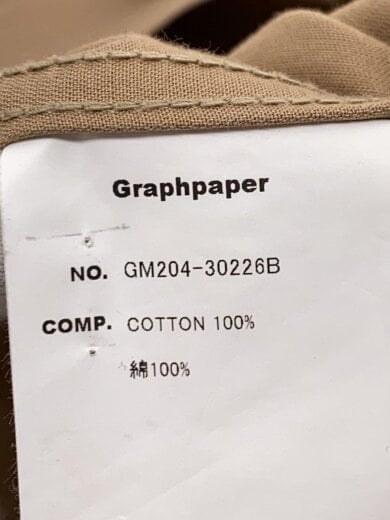 Graphpaper
NO. GM204-30226B
COMP. COTTON 100%
綿100%